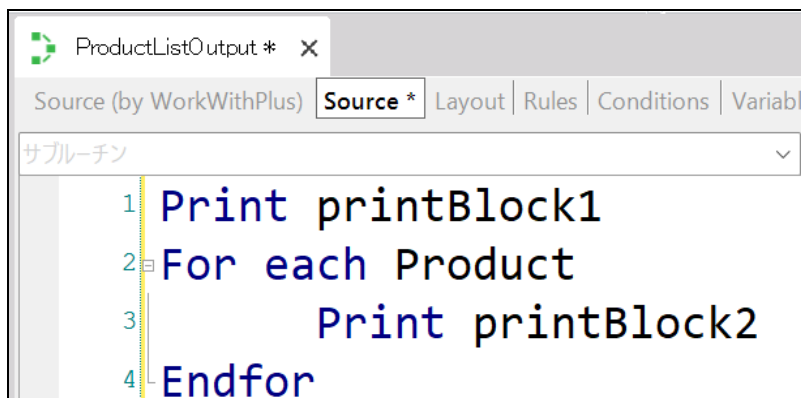 ProductListOutput * ×
Source (by WorkWithPlus) Source * Layout Rules Conditions
サブルーチン
1 Print printBlock1
2 For each Product
3 Print printBlock2
4 Endfor